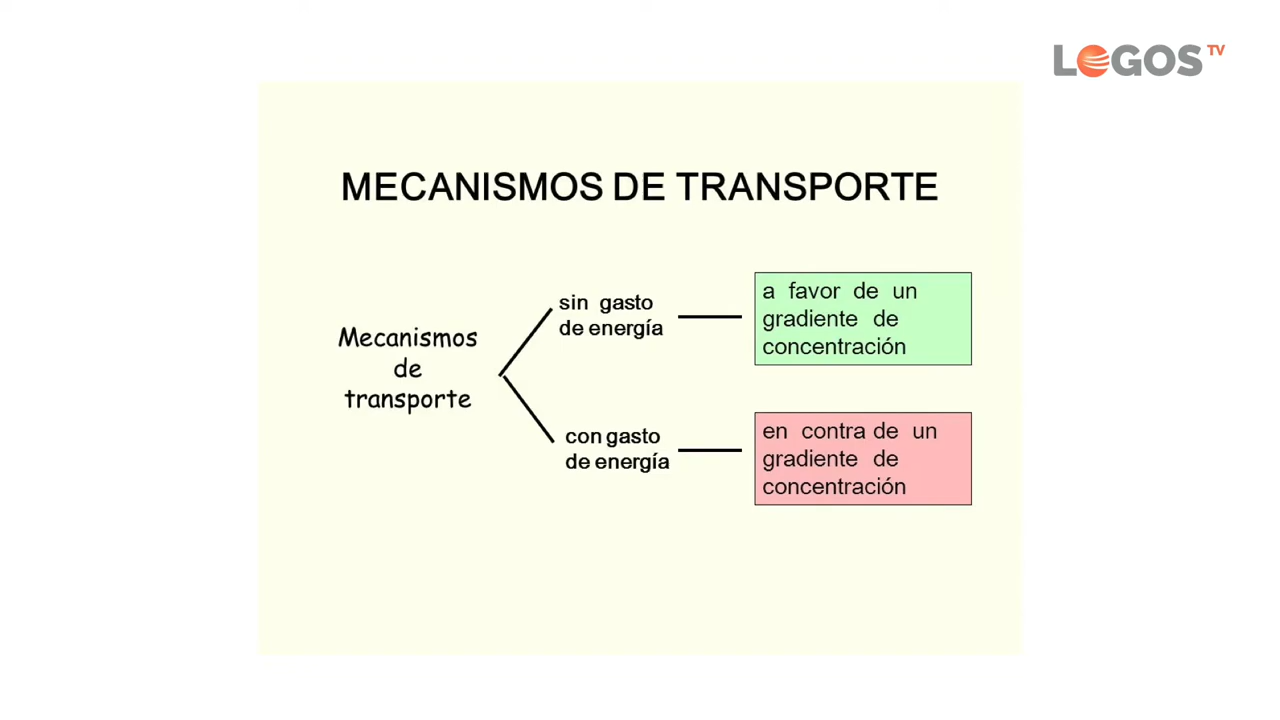 LOGOS TV
MECANISMOS DE TRANSPORTE
Mecanismos
de
transporte
sin gasto
de energía
a favor de un
gradiente de
concentración
con gasto
de energía
en contra de un
gradiente de
concentración